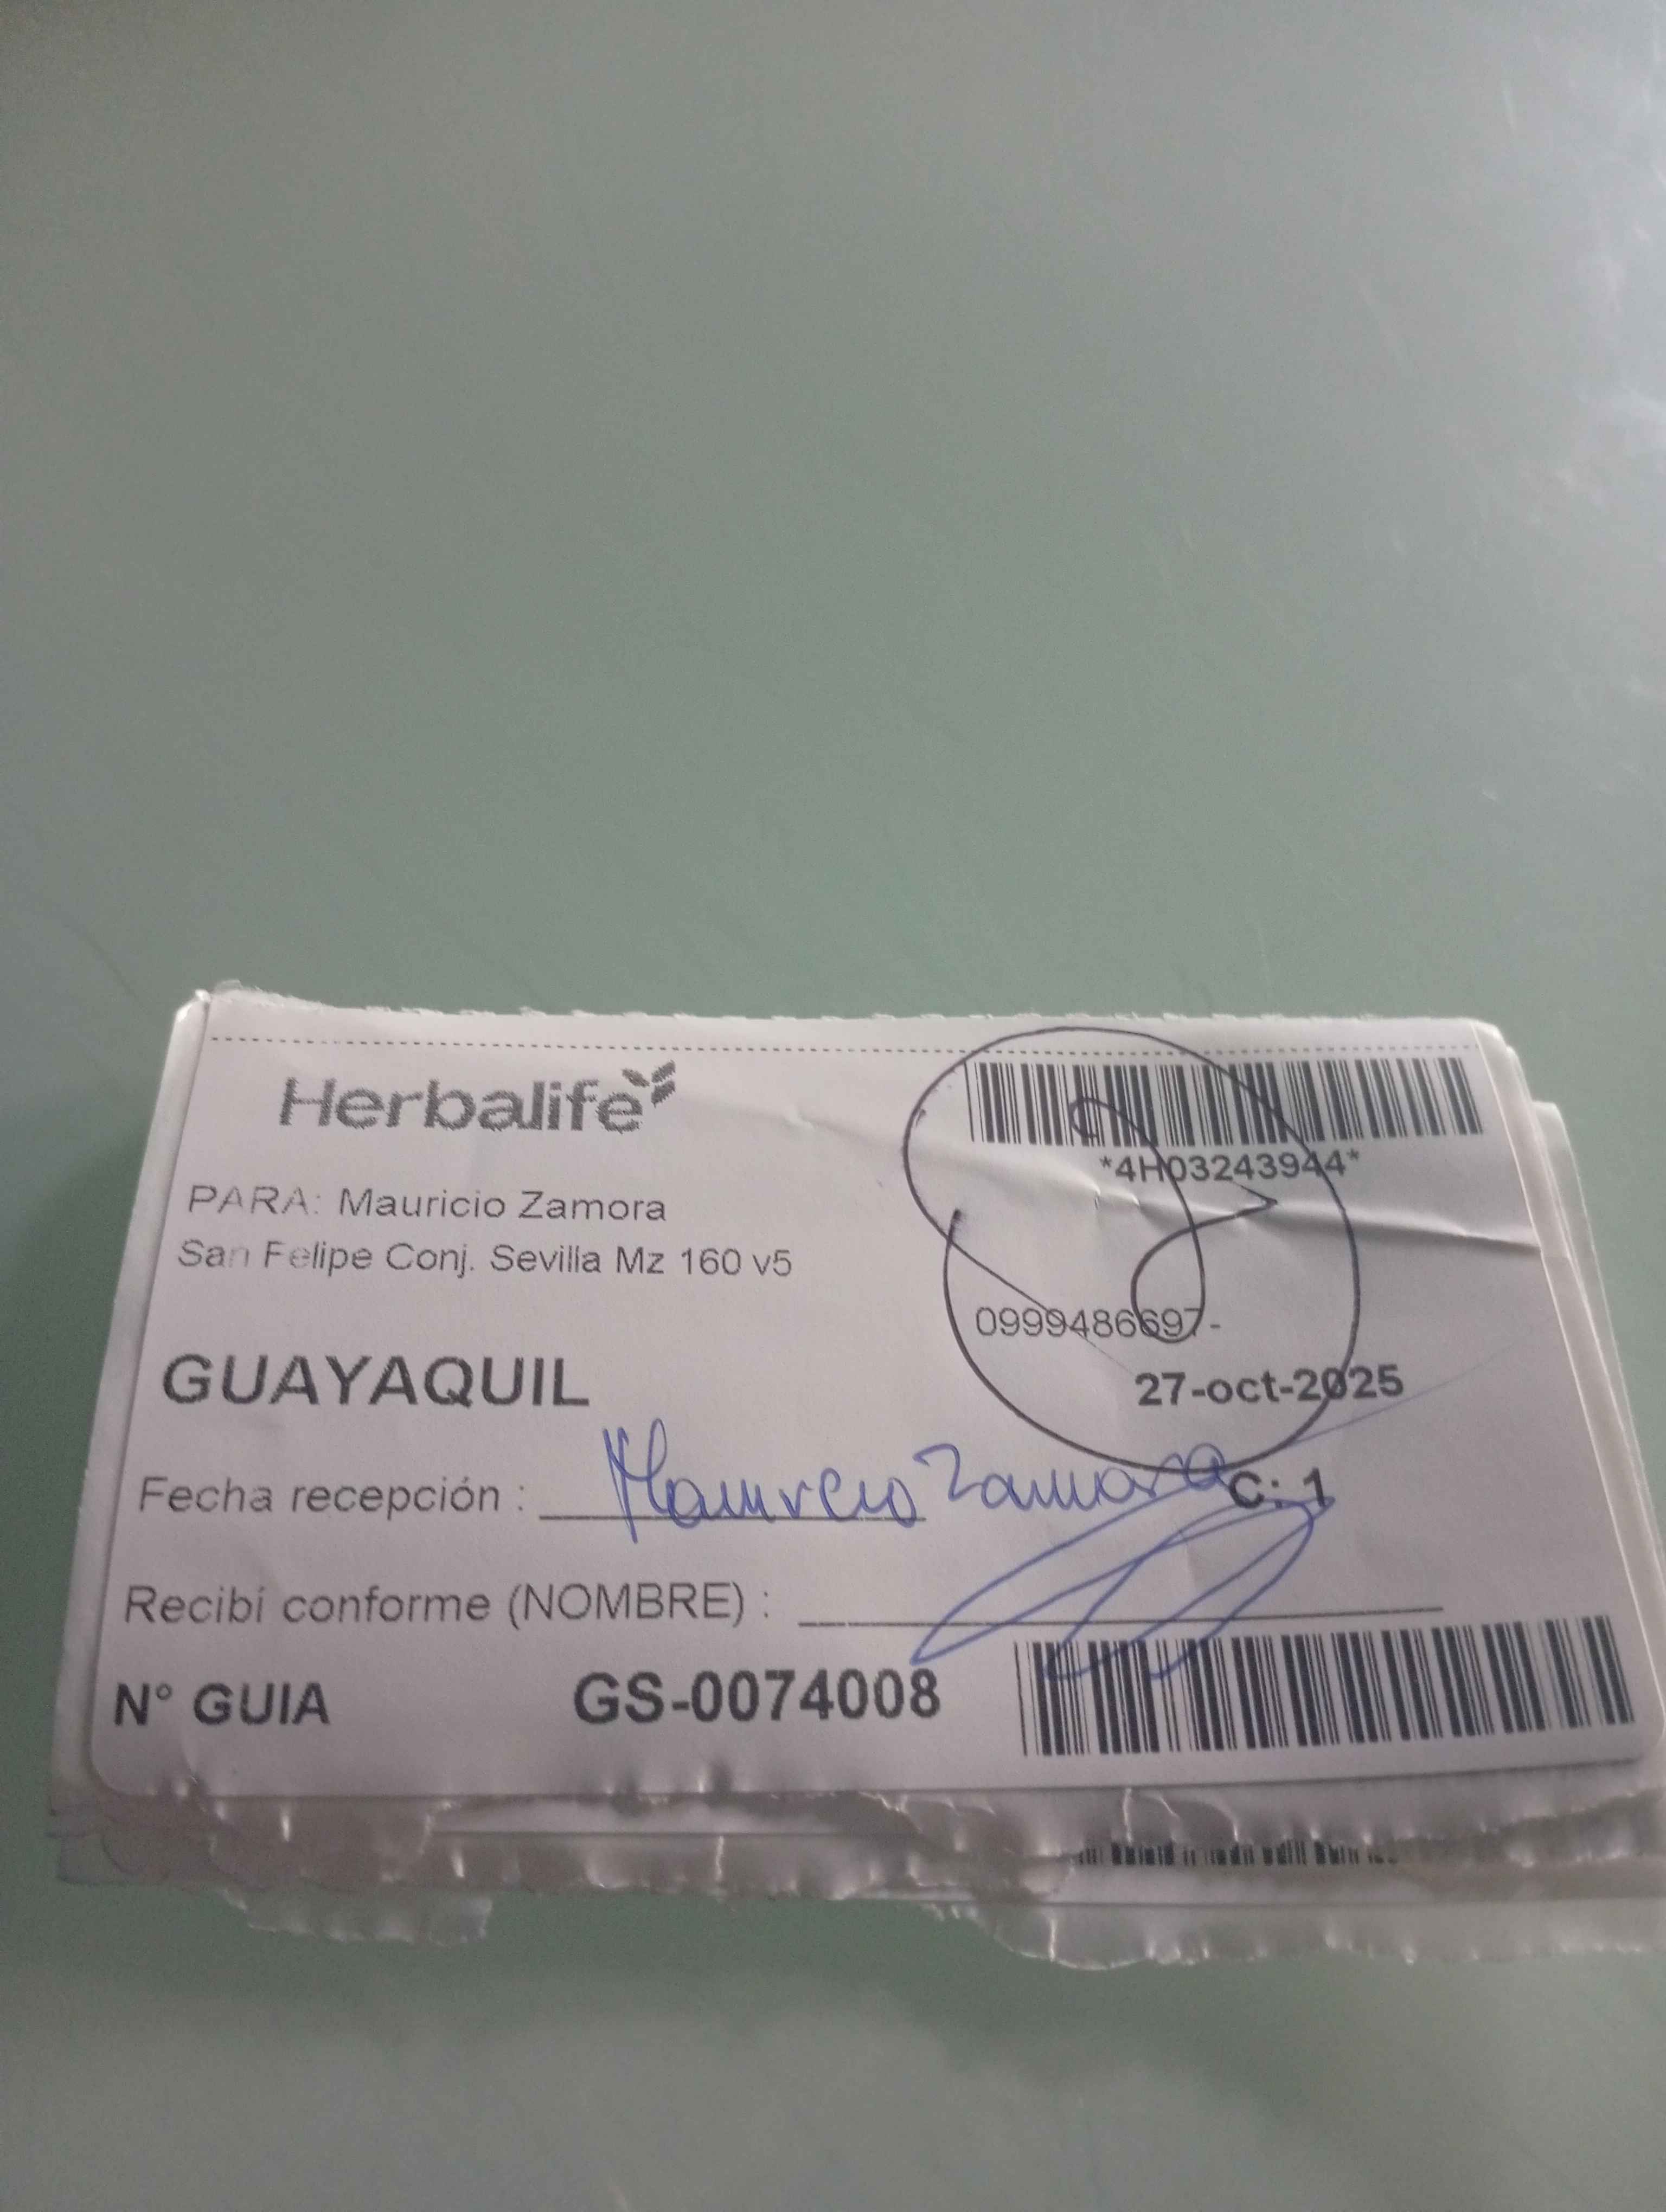 Herbalife
*4H03243944*
PARA: Mauricio Zamora
San Felipe Conj. Sevilla Mz 160 v5
0999486697-
GUAYAQUIL
27-oct-2025
Fecha recepción : Mauricio Zamora
C: 1
Recibí conforme (NOMBRE) :
N° GUIA GS-0074008